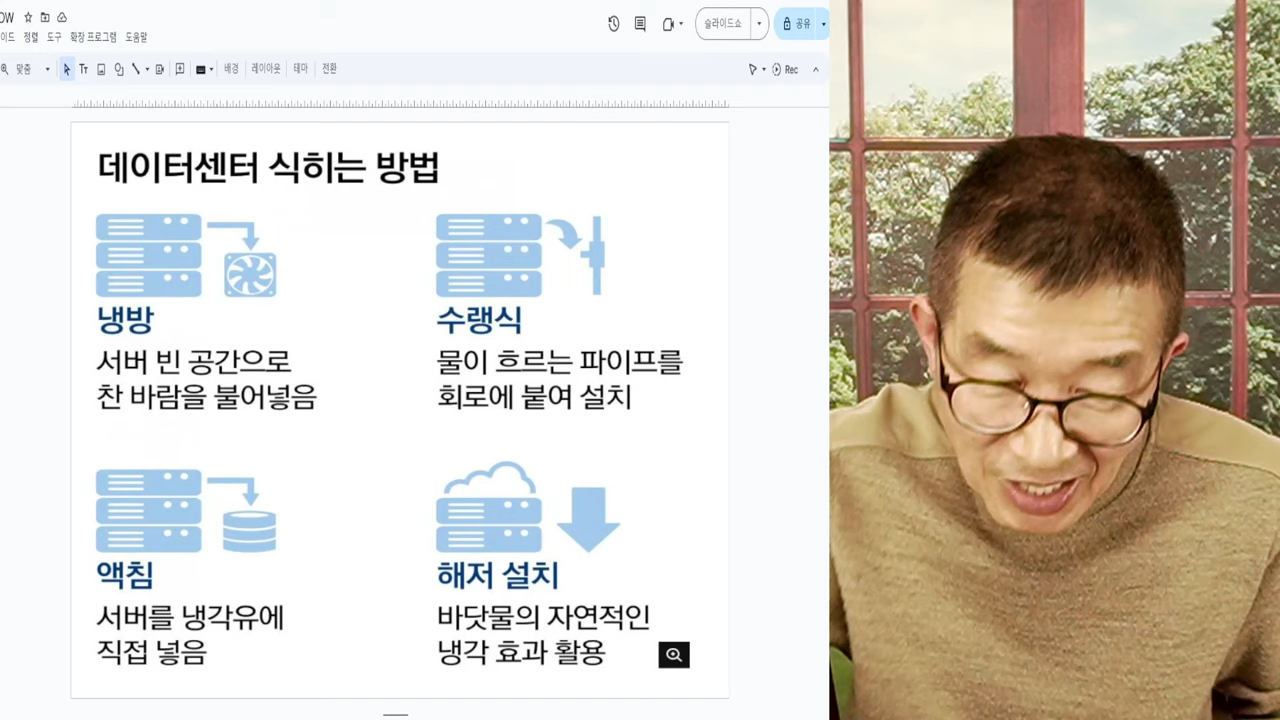 OW
이드 정렬 도구 확장 프로그램 도움말
슬라이드쇼
공유
맞춤
Tr
배경 레이아웃 테마 전환
Rec
데이터센터 식히는 방법
냉방
서버 빈 공간으로
찬 바람을 불어넣음
수랭식
물이 흐르는 파이프를
회로에 붙여 설치
액침
서버를 냉각유에
직접 넣음
해저 설치
바닷물의 자연적인
냉각 효과 활용